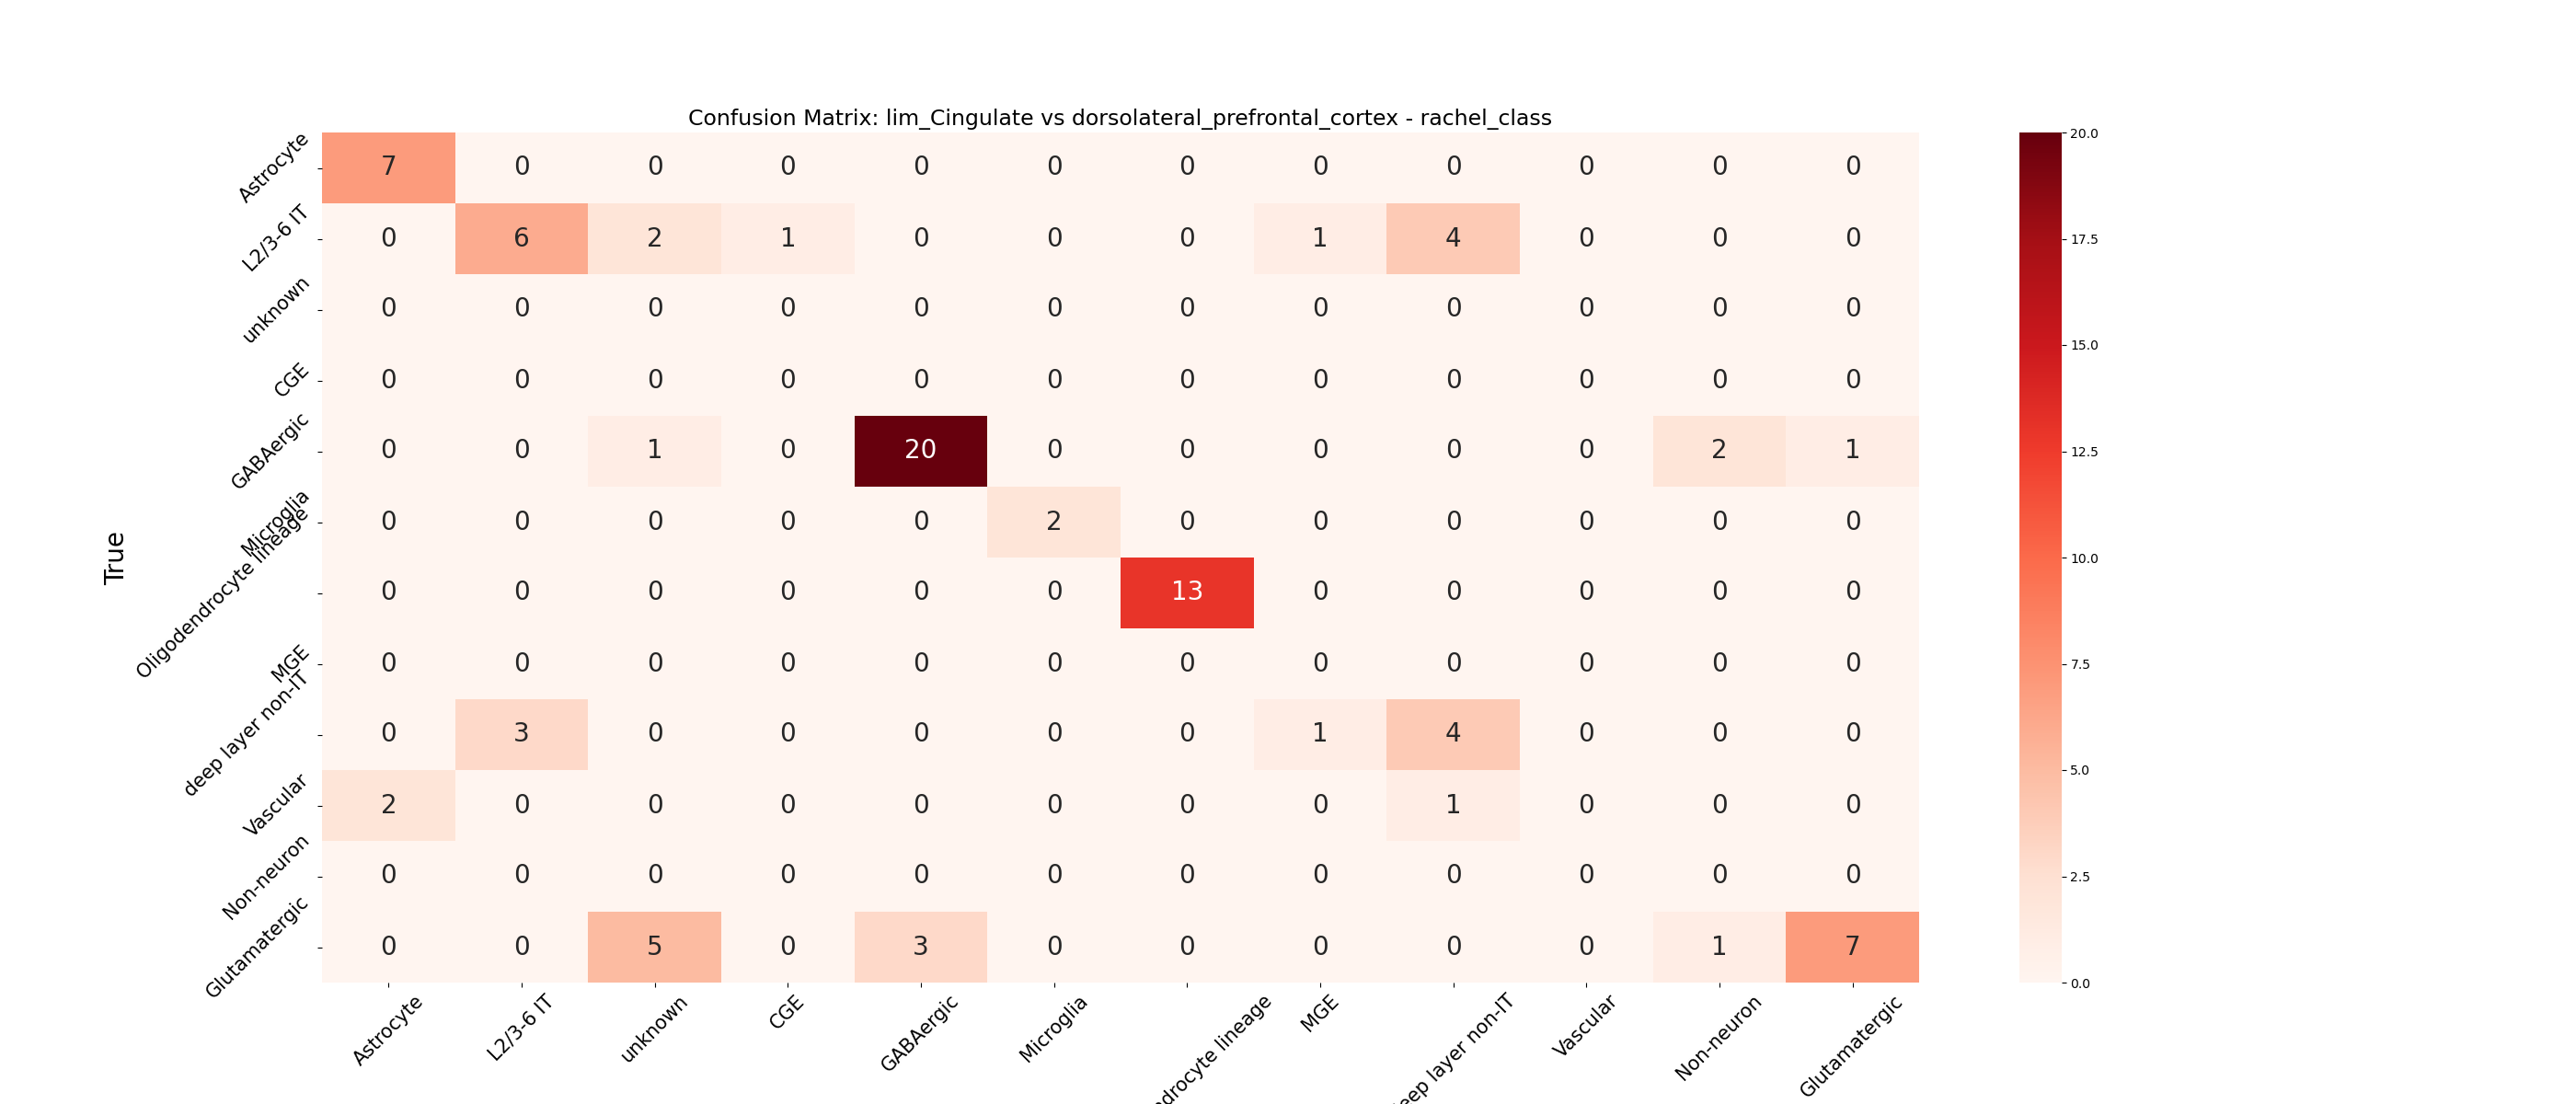 Confusion Matrix: lim_Cingulate vs dorsolateral_prefrontal_cortex - rachel_class
True
Astrocyte 7 0 0 0 0 0 0 0 0 0 0 0
L2/3-6 IT 0 6 2 1 0 0 0 1 4 0 0 0
unknown 0 0 0 0 0 0 0 0 0 0 0 0
CGE 0 0 0 0 0 0 0 0 0 0 0 0
GABAergic 0 0 1 0 20 0 0 0 0 0 2 1
Microglia 0 0 0 0 0 2 0 0 0 0 0 0
Oligodendrocyte lineage 0 0 0 0 0 0 13 0 0 0 0 0
MGE 0 0 0 0 0 0 0 0 0 0 0 0
deep layer non-IT 0 3 0 0 0 0 0 1 4 0 0 0
Vascular 2 0 0 0 0 0 0 0 1 0 0 0
Non-neuron 0 0 0 0 0 0 0 0 0 0 0 0
Glutamatergic 0 0 5 0 3 0 0 0 0 0 1 7
Astrocyte L2/3-6 IT unknown CGE GABAergic Microglia ndrocyte lineage MGE eep layer non-IT Vascular Non-neuron Glutamatergic
20.0
17.5
15.0
12.5
10.0
7.5
5.0
2.5
0.0